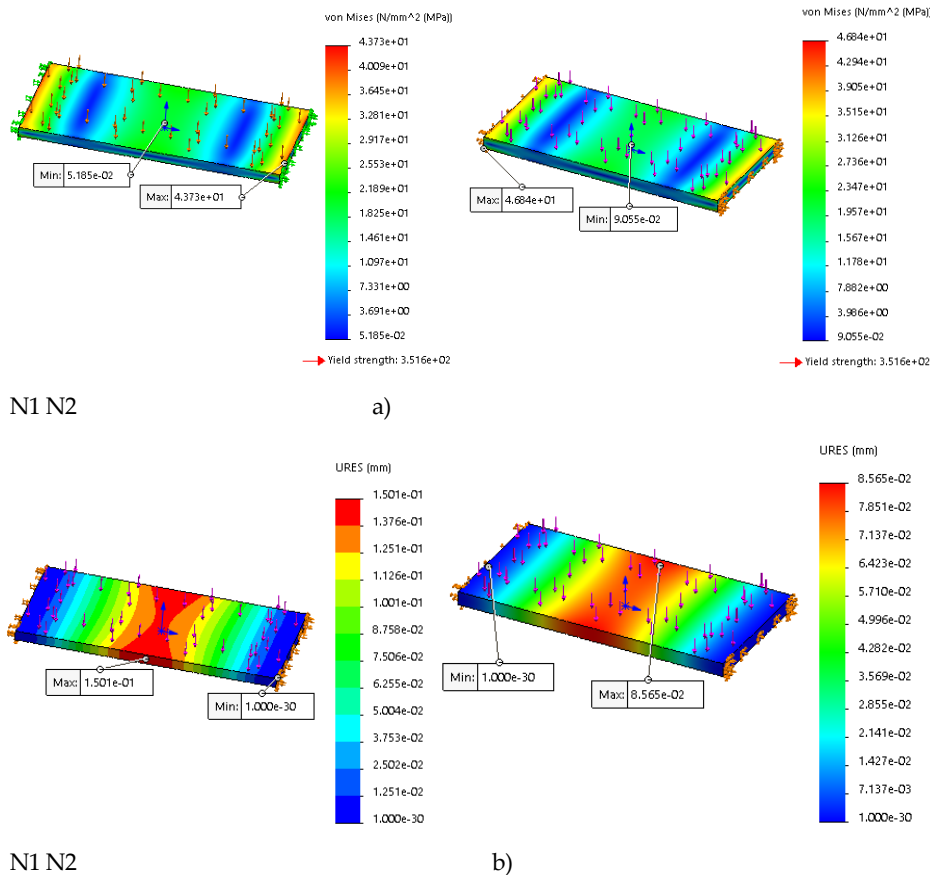 von Mises (N/mm^2 (MPa))
4.373e+01
4.009e+01
3.645e+01
3.281e+01
2.917e+01
2.553e+01
2.189e+01
1.825e+01
1.461e+01
1.097e+01
7.331e+00
3.691e+00
5.185e-02
Yield strength: 3.516e+02
Min: 5.185e-02
Max: 4.373e+01
von Mises (N/mm^2 (MPa))
4.684e+01
4.294e+01
3.905e+01
3.515e+01
3.126e+01
2.736e+01
2.347e+01
1.957e+01
1.567e+01
1.178e+01
7.882e+00
3.986e+00
9.055e-02
Yield strength: 3.516e+02
Max: 4.684e+01
Min: 9.055e-02
N1 N2 a)
URES (mm)
1.501e-01
1.376e-01
1.251e-01
1.126e-01
1.001e-01
8.758e-02
7.506e-02
6.255e-02
5.004e-02
3.753e-02
2.502e-02
1.251e-02
1.000e-30
Max: 1.501e-01
Min: 1.000e-30
URES (mm)
8.565e-02
7.851e-02
7.137e-02
6.423e-02
5.710e-02
4.996e-02
4.282e-02
2.855e-02
2.141e-02
1.427e-02
7.137e-03
1.000e-30
Min: 1.000e-30
Max: 8.565e-02
N1 N2 b)